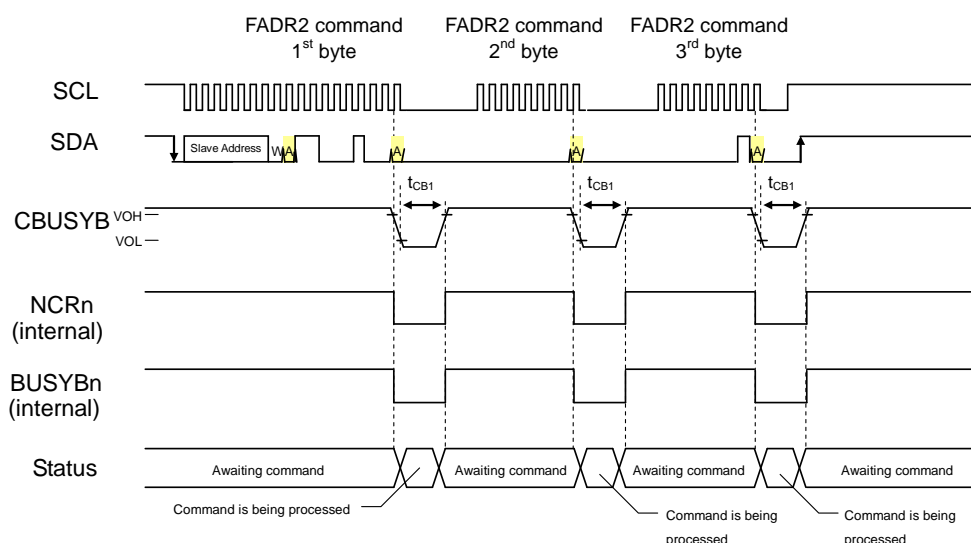 FADR2 command
1st byte
FADR2 command
2nd byte
FADR2 command
3rd byte
SCL
SDA
Slave Address
W
A
A
A
A
tCB1
tCB1
tCB1
CBUSYB
VOH
VOL
NCRn
(internal)
BUSYBn
(internal)
Status
Awaiting command
Awaiting command
Awaiting command
Awaiting command
Command is being processed
Command is being
processed
Command is being
processed